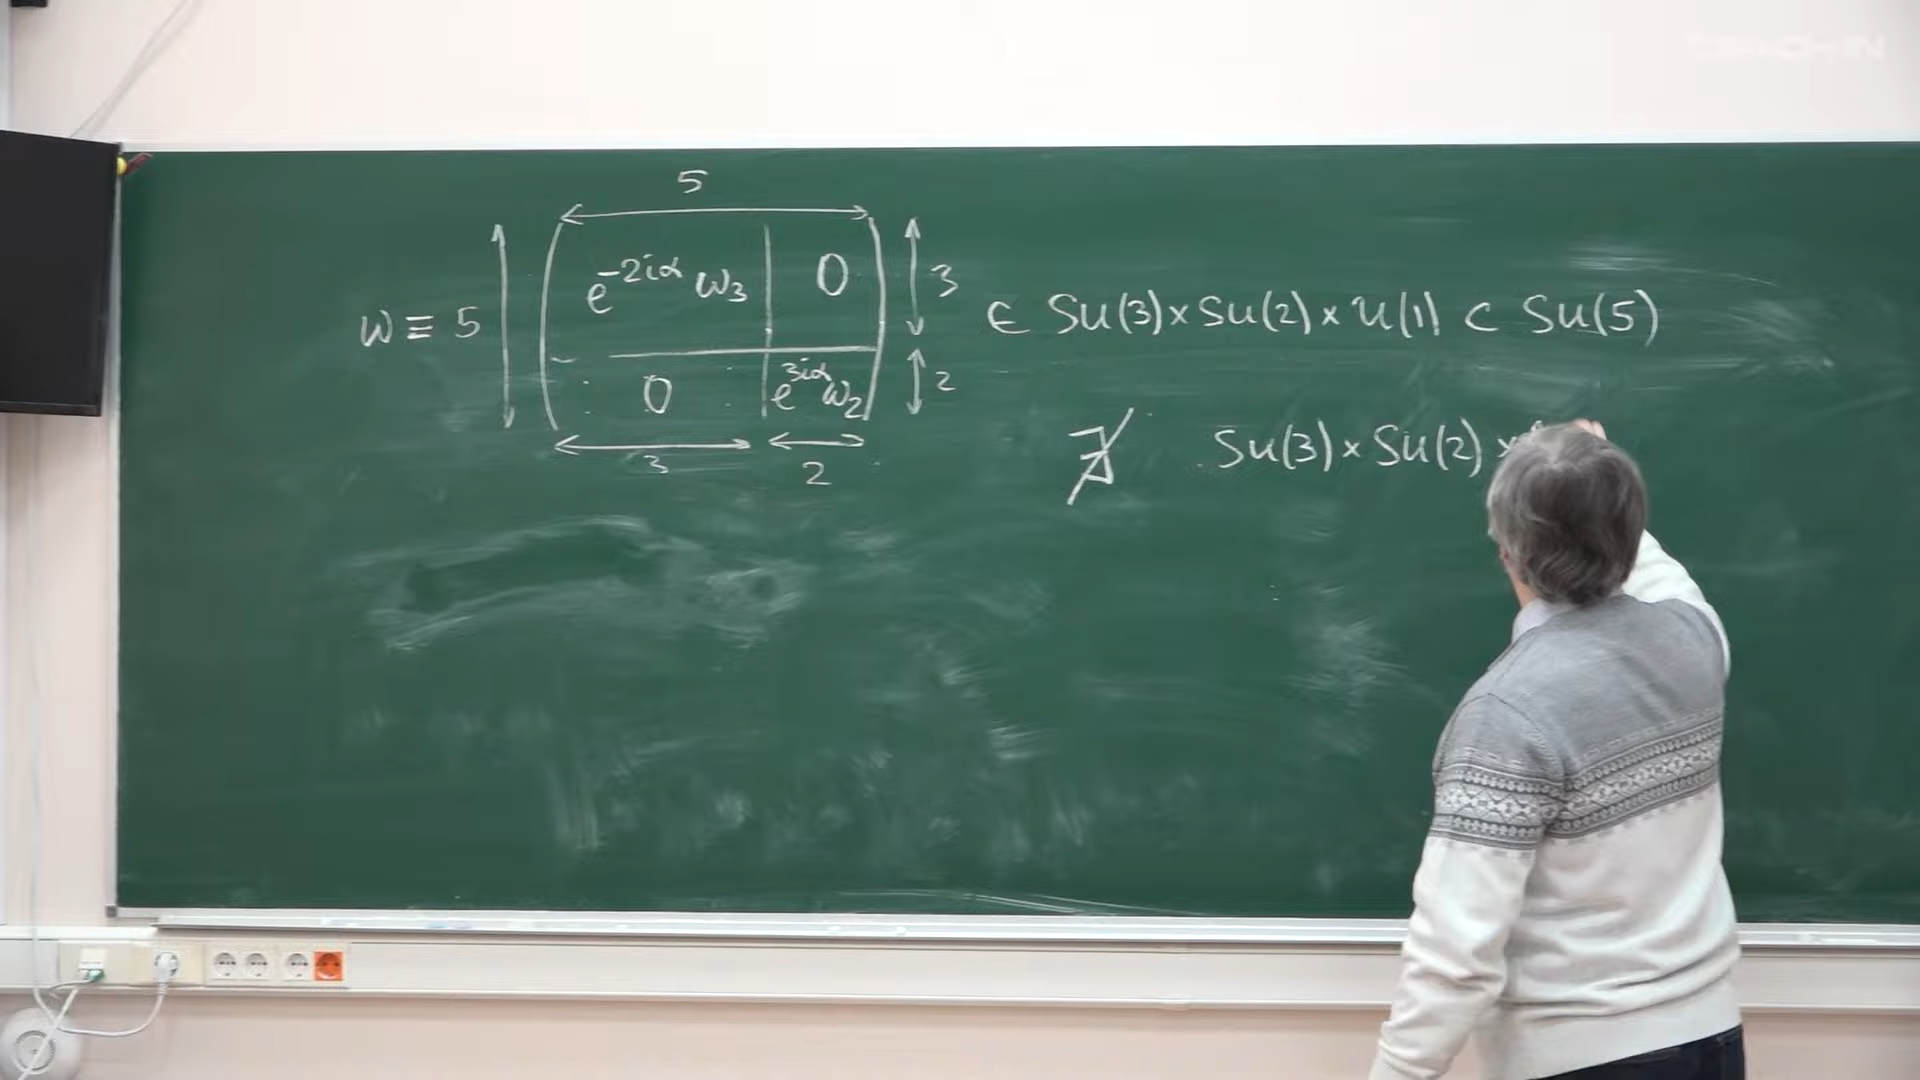 5
ω ≡ 5 ( e^{-2iα} ω₃ | 0 ) 3 ∈ SU(3) × SU(2) × U(1) ⊂ SU(5)
( 0 | e^{3iα} ω₂ ) 2
3 2
∄ SU(3) × SU(2) ×